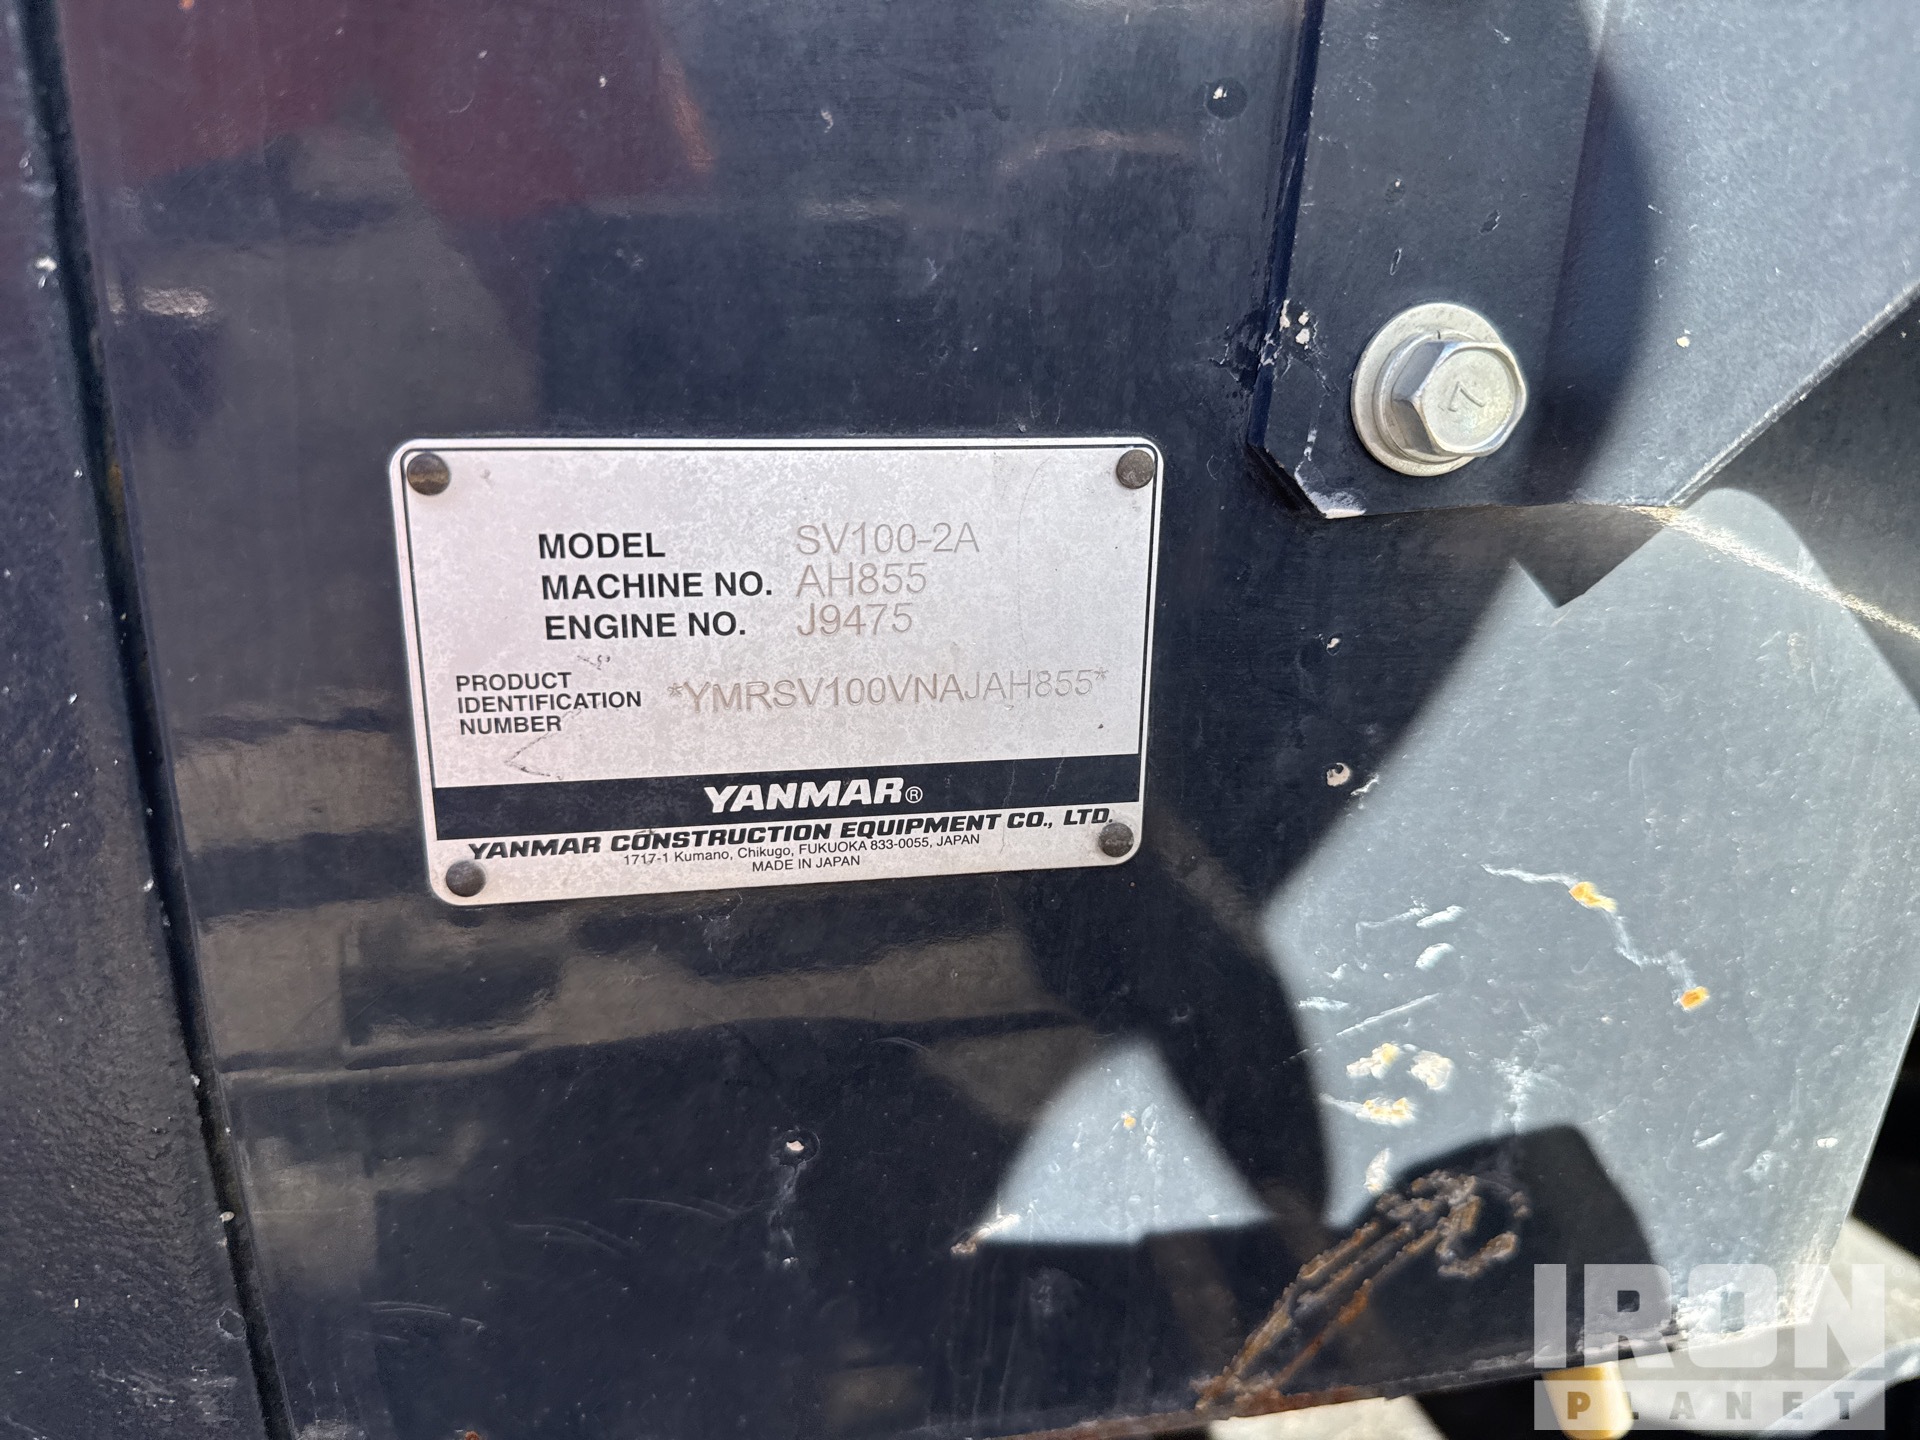 MODEL SV100-2A
MACHINE NO. AH855
ENGINE NO. J9475
PRODUCT
IDENTIFICATION
NUMBER
*YMRSV100VNAJAH855*
YANMAR®
YANMAR CONSTRUCTION EQUIPMENT CO., LTD.
1717-1 Kumano, Chikugo, FUKUOKA 833-0055, JAPAN
MADE IN JAPAN
7
IRON
PLANET